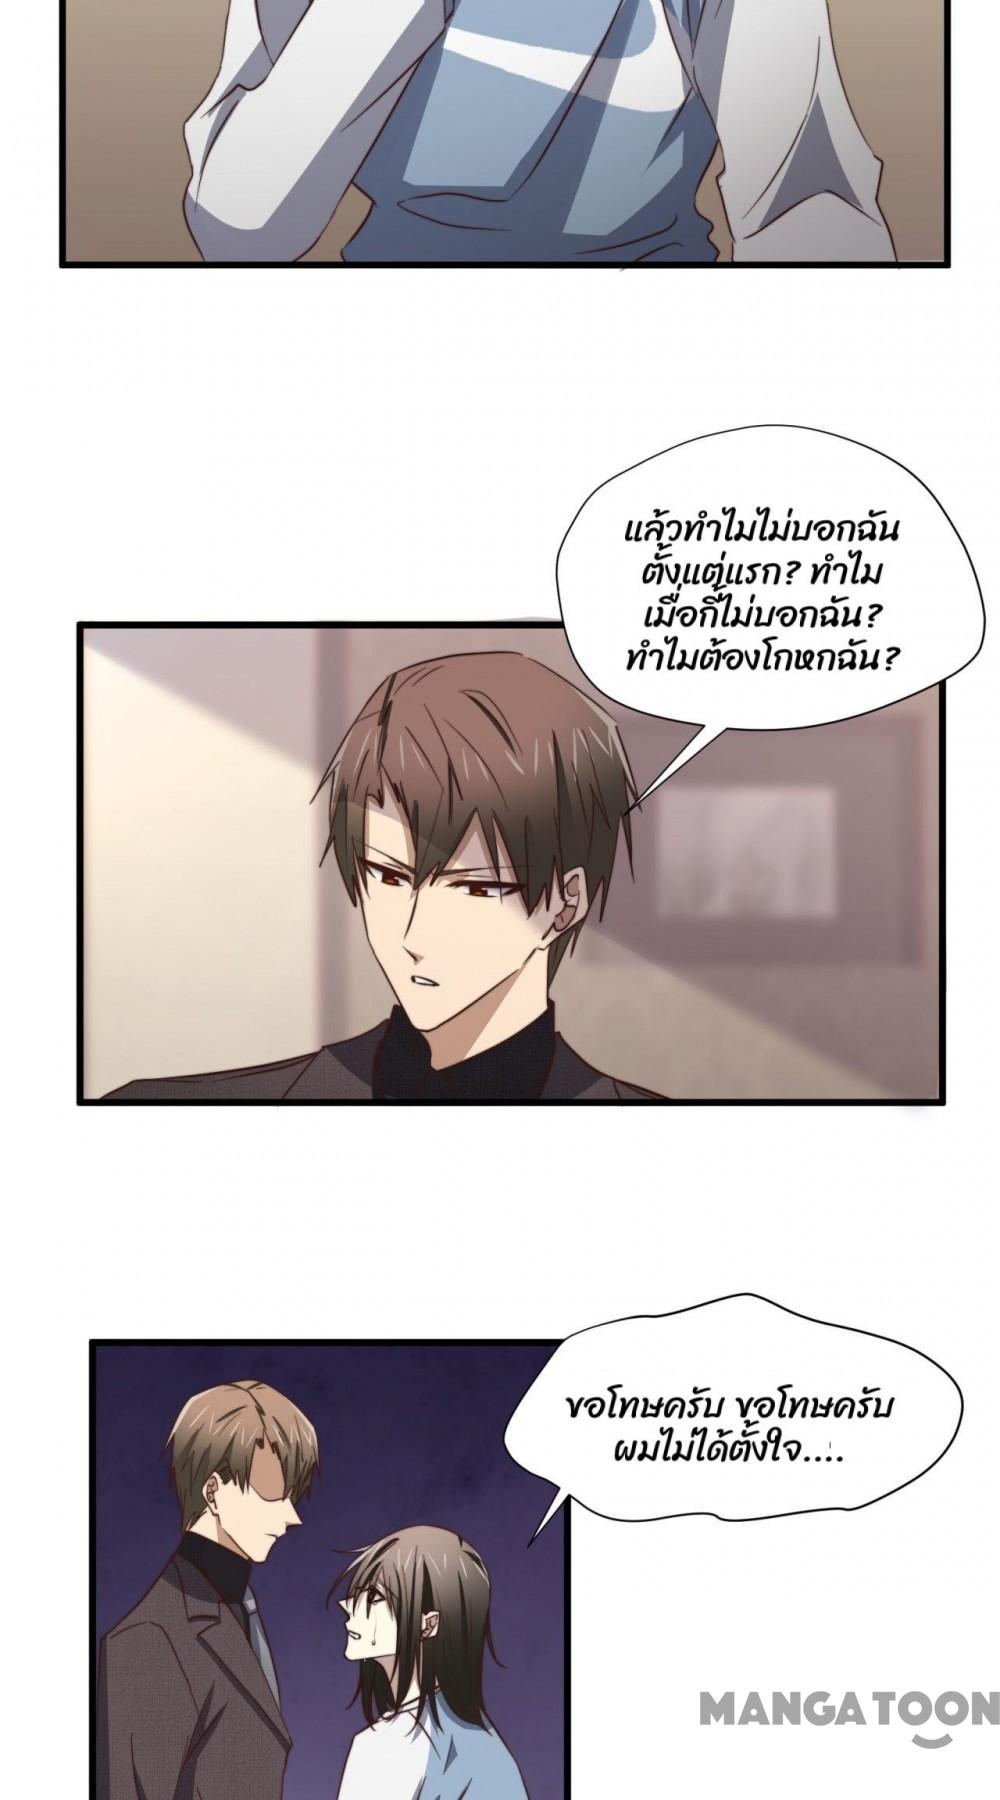 แล้วทำไมไม่บอกฉัน
ตั้งแต่แรก? ทำไม
เมื่อกี้ไม่บอกฉัน?
ทำไมต้องโกหกฉัน?
ขอโทษครับ ขอโทษครับ
ผมไม่ได้ตั้งใจ....
MANGATOON